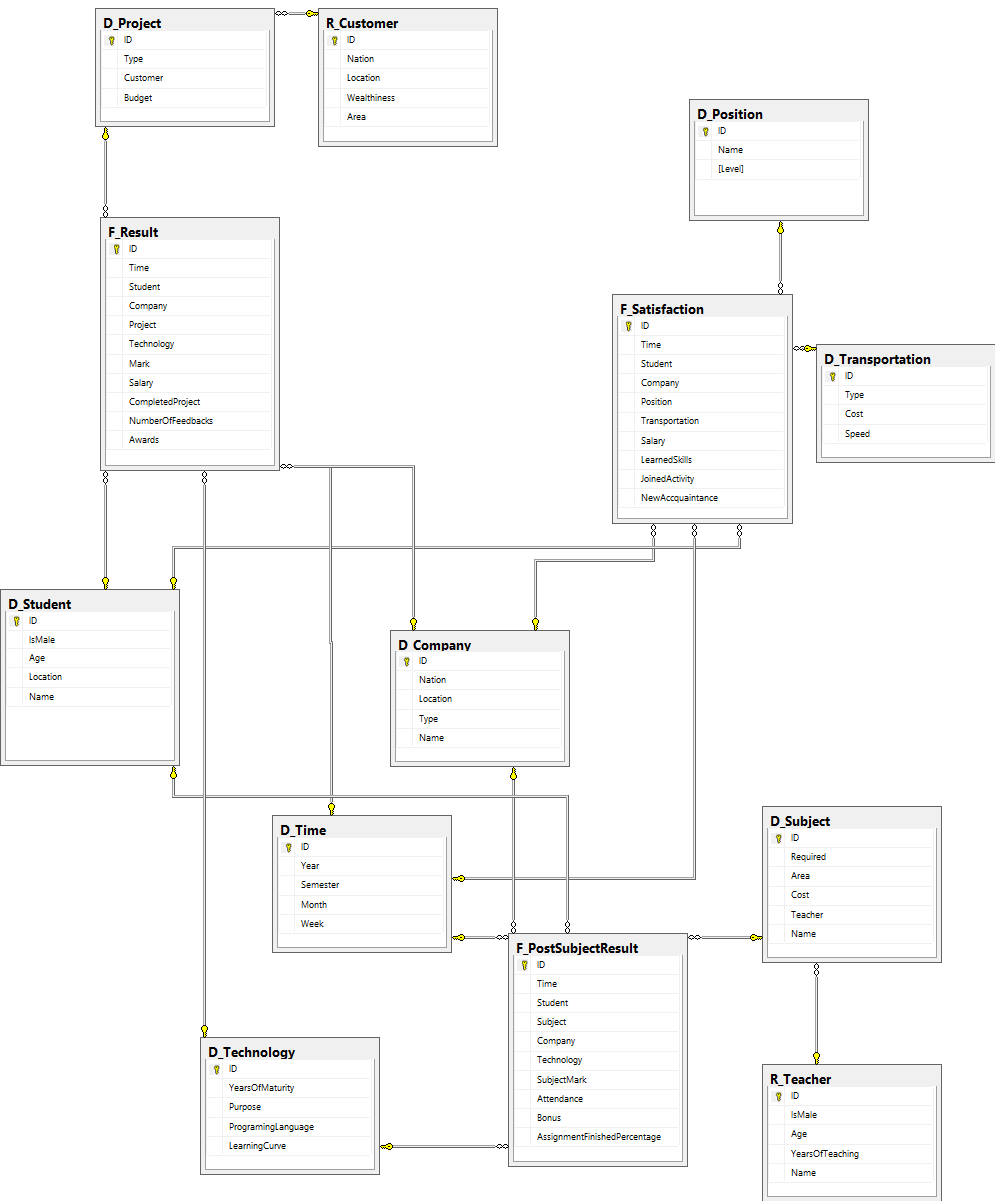 D_Project
ID
Type
Customer
Budget
R_Customer
ID
Nation
Location
Wealthiness
Area
D_Position
ID
Name
[Level]
F_Result
ID
Time
Student
Company
Project
Technology
Mark
Salary
CompletedProject
NumberOfFeedbacks
Awards
F_Satisfaction
ID
Time
Student
Company
Position
Transportation
Salary
LearnedSkills
JoinedActivity
NewAccquaintance
D_Transportation
ID
Type
Cost
Speed
D_Student
ID
IsMale
Age
Location
Name
D_Company
ID
Nation
Location
Type
Name
D_Time
ID
Year
Semester
Month
Week
D_Subject
ID
Required
Area
Cost
Teacher
Name
F_PostSubjectResult
ID
Time
Student
Subject
Company
Technology
SubjectMark
Attendance
Bonus
AssignmentFinishedPercentage
D_Technology
ID
YearsOfMaturity
Purpose
ProgramingLanguage
LearningCurve
R_Teacher
ID
IsMale
Age
YearsOfTeaching
Name